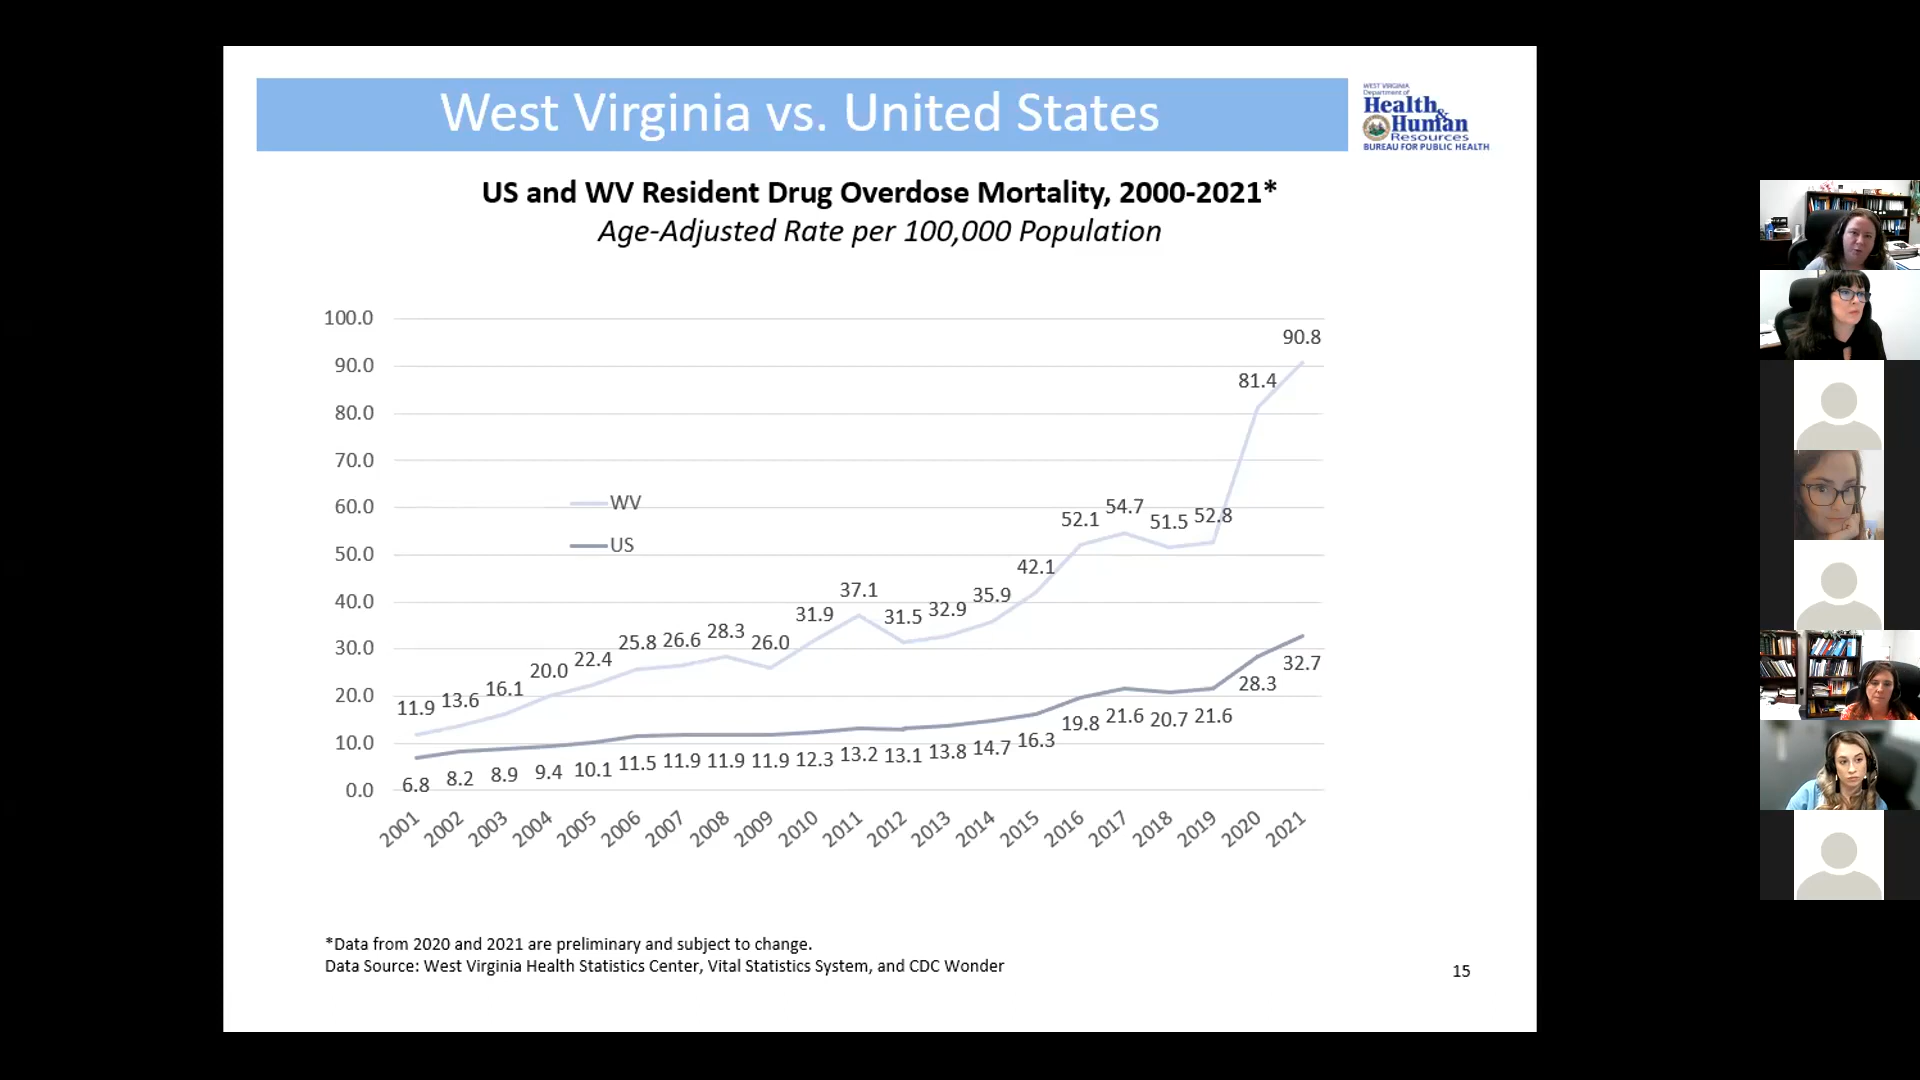 West Virginia vs. United States
WEST VIRGINIA
Department of
Health
&
Human
Resources
BUREAU FOR PUBLIC HEALTH
US and WV Resident Drug Overdose Mortality, 2000-2021*
Age-Adjusted Rate per 100,000 Population
100.0
90.0
80.0
70.0
60.0
50.0
40.0
30.0
20.0
10.0
0.0
WV
US
11.9 13.6 16.1 20.0 22.4 25.8 26.6 28.3 26.0 31.9 37.1 31.5 32.9 35.9 42.1 52.1 54.7 51.5 52.8 81.4 90.8
6.8 8.2 8.9 9.4 10.1 11.5 11.9 11.9 11.9 12.3 13.2 13.1 13.8 14.7 16.3 19.8 21.6 20.7 21.6 28.3 32.7
2001 2002 2003 2004 2005 2006 2007 2008 2009 2010 2011 2012 2013 2014 2015 2016 2017 2018 2019 2020 2021
*Data from 2020 and 2021 are preliminary and subject to change.
Data Source: West Virginia Health Statistics Center, Vital Statistics System, and CDC Wonder
15